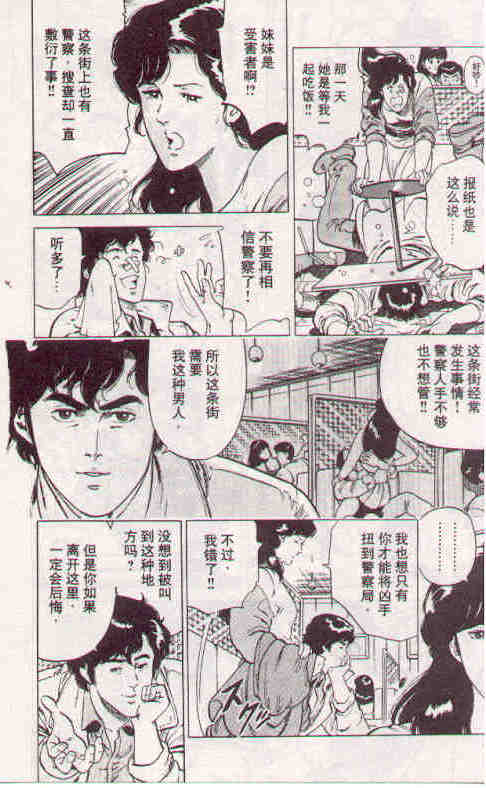 好吵！
那一天
她是等我一
起吃饭!!
报纸也是
这么说……
妹妹是
受害者啊!?
这条街上也有
警察，搜查却一直
敷衍了事!!
不要再相
信警察了！
听多了…
这条街经常
发生事情！
警察人手不够
也不想管!!
所以这条街
需要
我这种男人．
…………
我也想只有
你才能将凶手
扭到警察局．
不过．
我错了!!
スクッ
没想到被叫
到这种地
方吗？
但是你如果
离开这里．
一定会后悔．